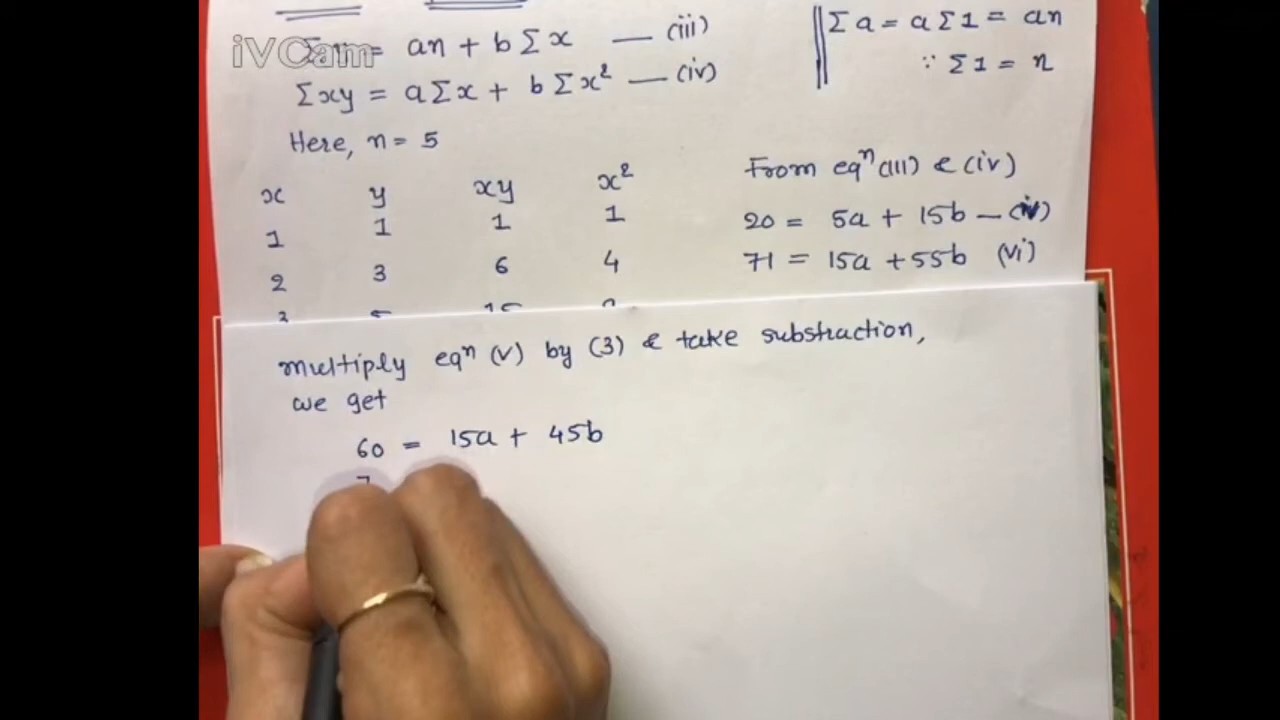 iVCam
= an + b Σx — (iii)
Σxy = aΣx + bΣx² — (iv)
Σa = aΣ1 = an
∵ Σ1 = n
Here, n = 5
x y xy x²
1 1 1 1
2 3 6 4
From eqⁿ (III) & (iv)
20 = 5a + 15b —
71 = 15a + 55b (vi)
multiply eqⁿ (v) by (3) & take substraction,
we get
60 = 15a + 45b
7